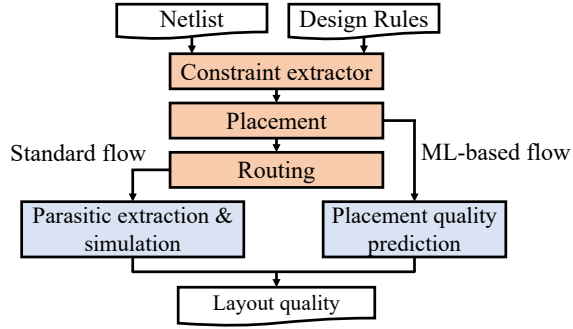 Netlist
Design Rules
Constraint extractor
Placement
Standard flow
ML-based flow
Routing
Parasitic extraction &
simulation
Placement quality
prediction
Layout quality